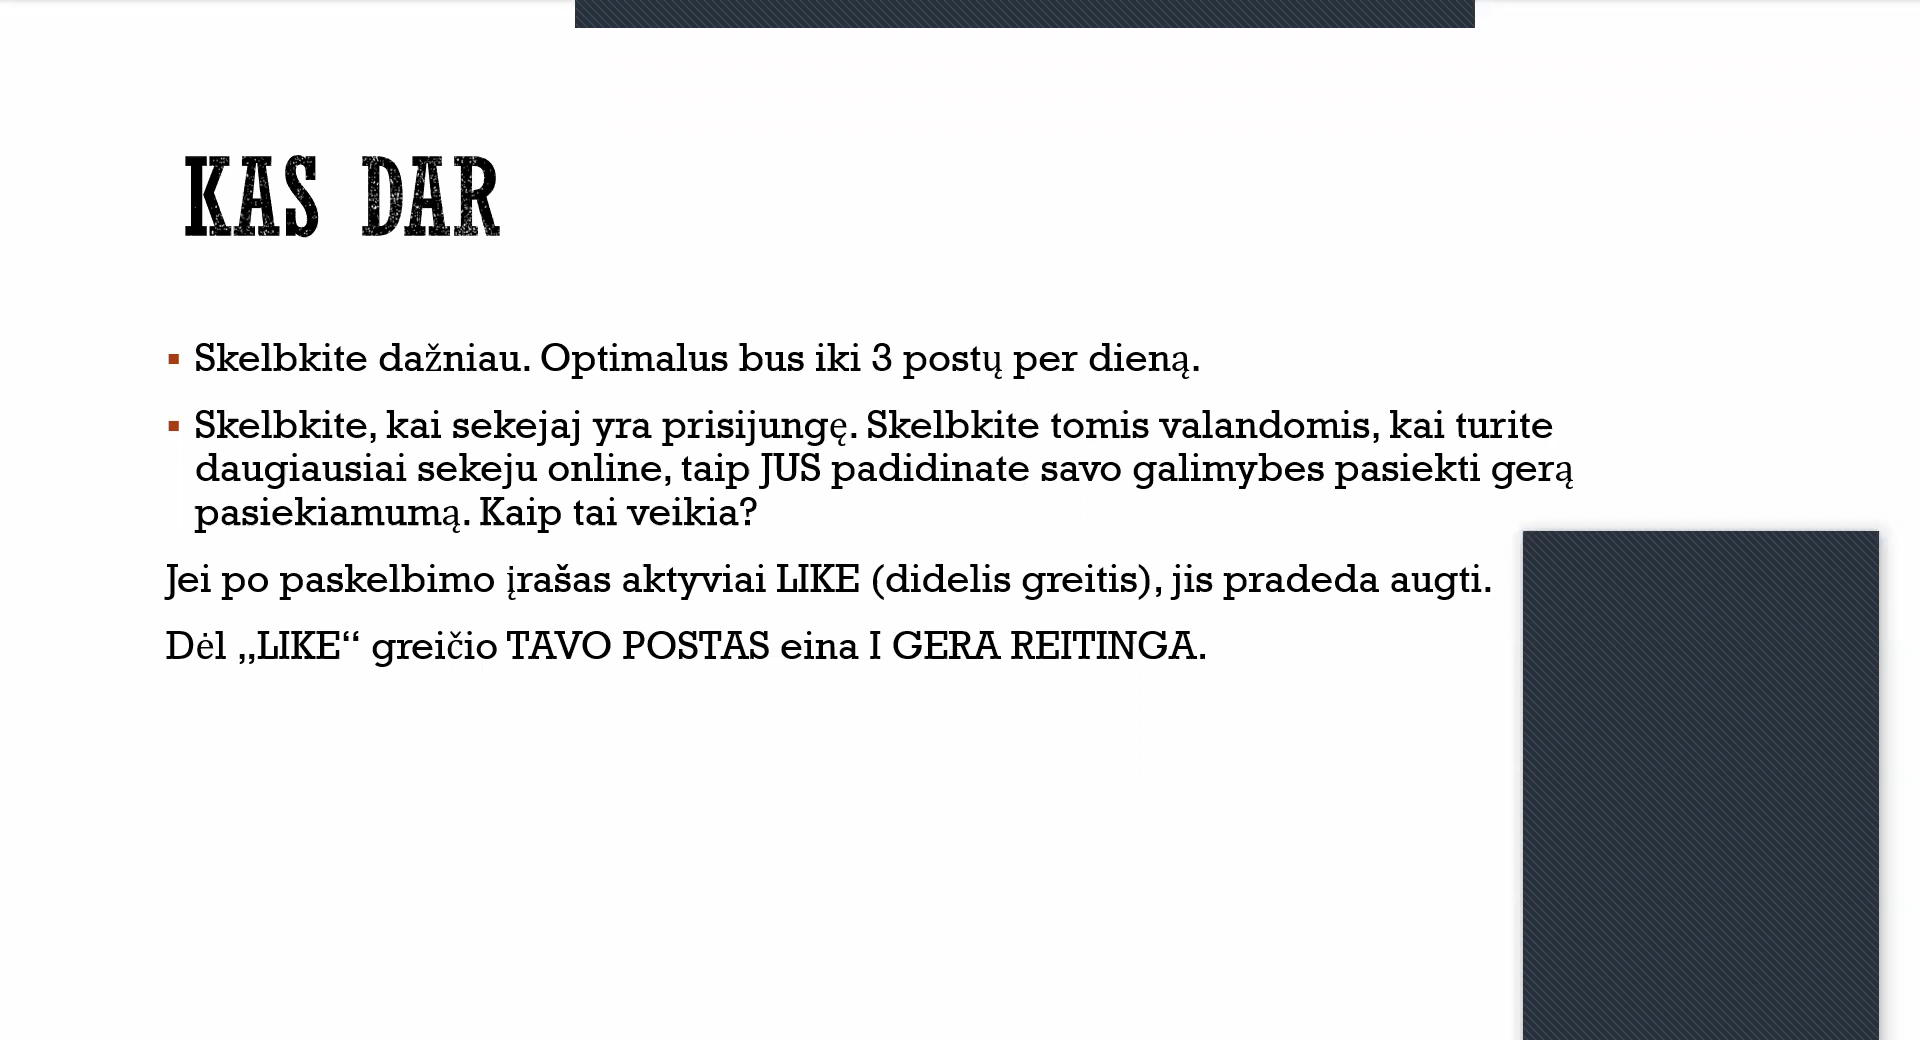 KAS DAR
▪ Skelbkite dažniau. Optimalus bus iki 3 postų per dieną.
▪ Skelbkite, kai sekejaj yra prisijungę. Skelbkite tomis valandomis, kai turite
daugiausiai sekeju online, taip JUS padidinate savo galimybes pasiekti gerą
pasiekiamumą. Kaip tai veikia?
Jei po paskelbimo įrašas aktyviai LIKE (didelis greitis), jis pradeda augti.
Dėl „LIKE“ greičio TAVO POSTAS eina I GERA REITINGA.